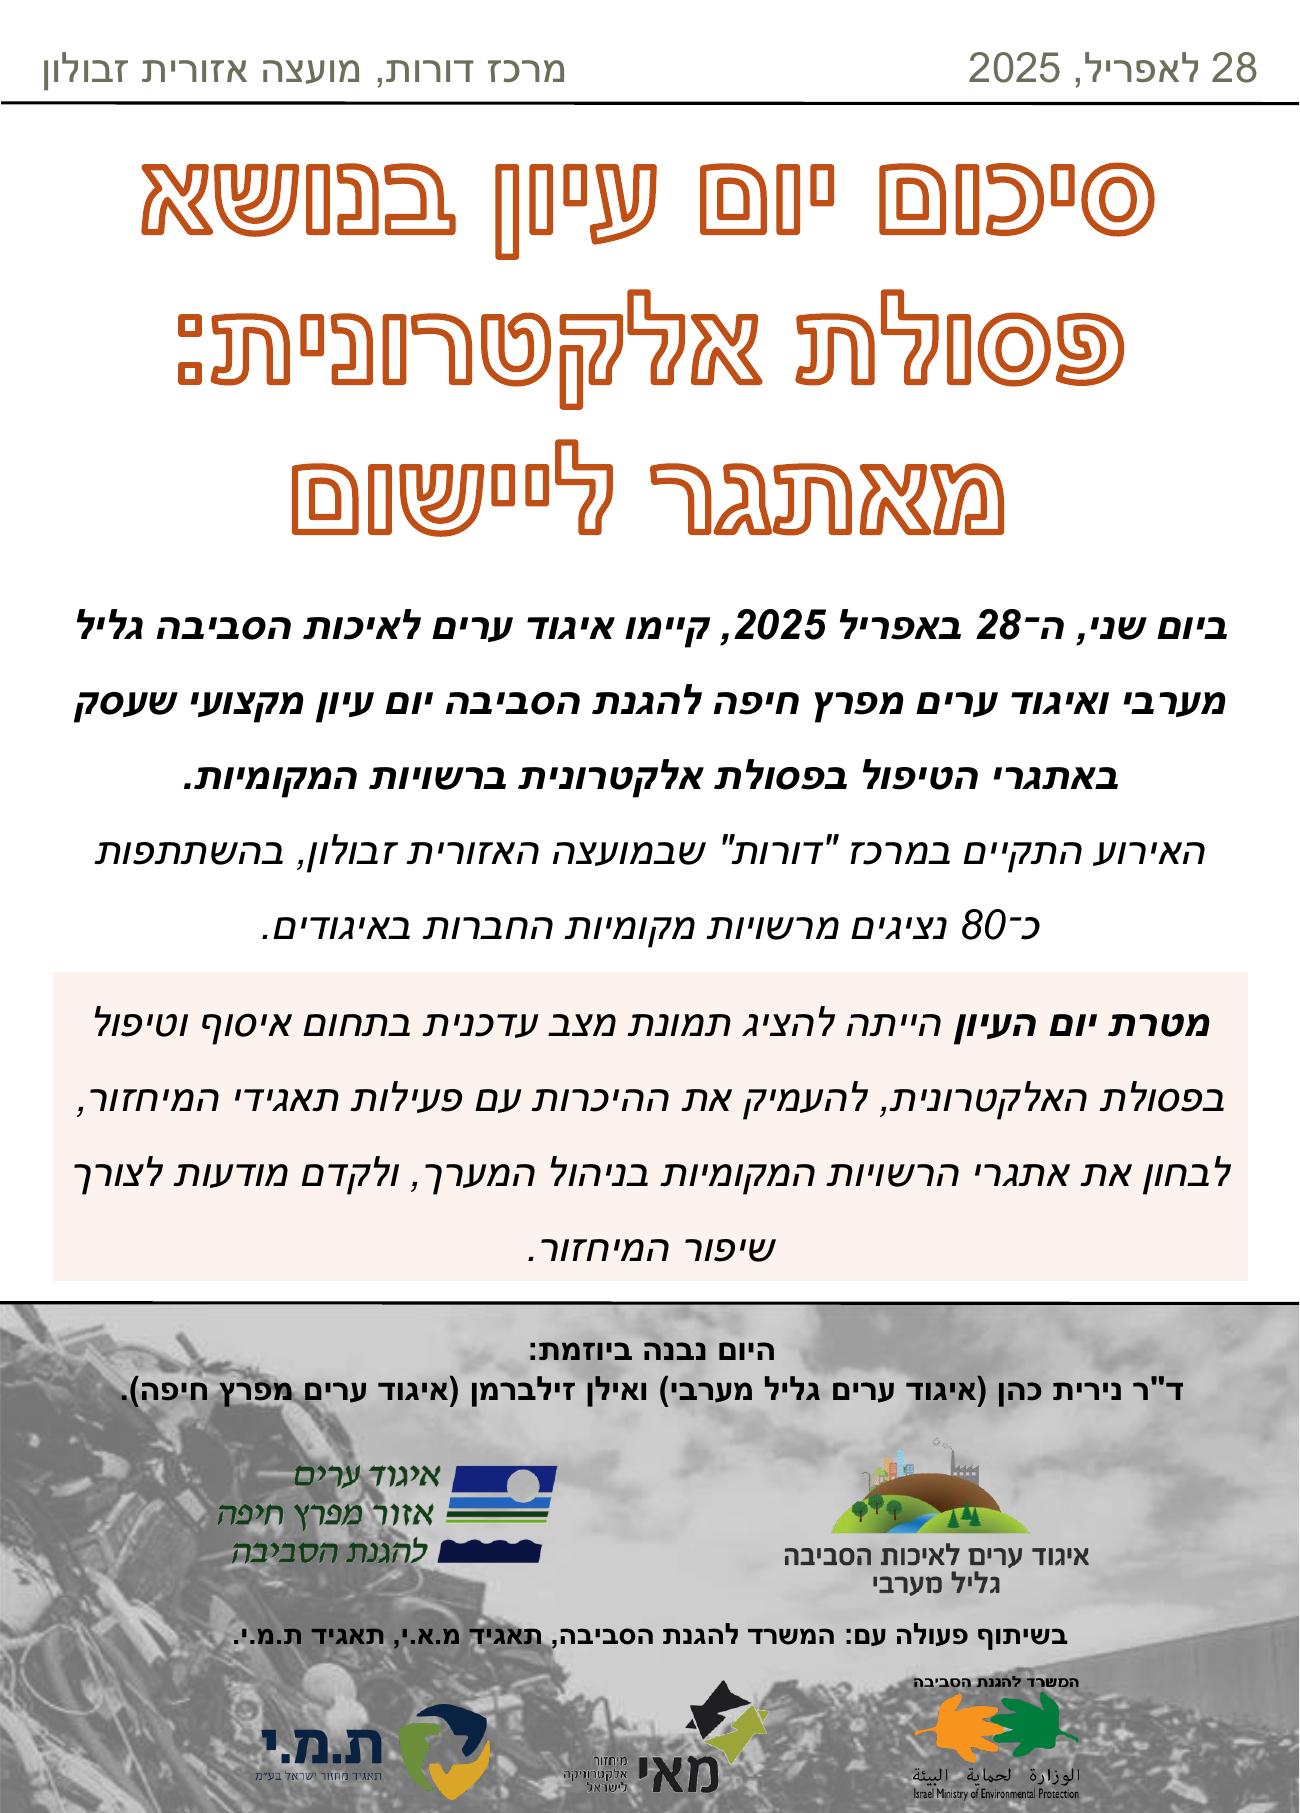 28 לאפריל, 2025
מרכז דורות, מועצה אזורית זבולון
סיכום יום עיון בנושא
פסולת אלקטרונית:
מאתגר ליישום
ביום שני, ה־28 באפריל 2025, קיימו איגוד ערים לאיכות הסביבה גליל
מערבי ואיגוד ערים מפרץ חיפה להגנת הסביבה יום עיון מקצועי שעסק
באתגרי הטיפול בפסולת אלקטרונית ברשויות המקומיות.
האירוע התקיים במרכז "דורות" שבמועצה האזורית זבולון, בהשתתפות
כ־80 נציגים מרשויות מקומיות החברות באיגודים.
מטרת יום העיון הייתה להציג תמונת מצב עדכנית בתחום איסוף וטיפול
בפסולת האלקטרונית, להעמיק את ההיכרות עם פעילות תאגידי המיחזור,
לבחון את אתגרי הרשויות המקומיות בניהול המערך, ולקדם מודעות לצורך
שיפור המיחזור.
היום נבנה ביוזמת:
ד"ר נירית כהן (איגוד ערים גליל מערבי) ואילן זילברמן (איגוד ערים מפרץ חיפה).
איגוד ערים לאיכות הסביבה
גליל מערבי
איגוד ערים
אזור מפרץ חיפה
להגנת הסביבה
בשיתוף פעולה עם: המשרד להגנת הסביבה, תאגיד מ.א.י, תאגיד ת.מ.י.
המשרד להגנת הסביבה
الوزارة لحماية البيئة
Israel Ministry of Environmental Protection
מאי
מיחזור
אלקטרוניקה
לישראל
ת.מ.י
תאגיד מחזור ישראל בע"מ